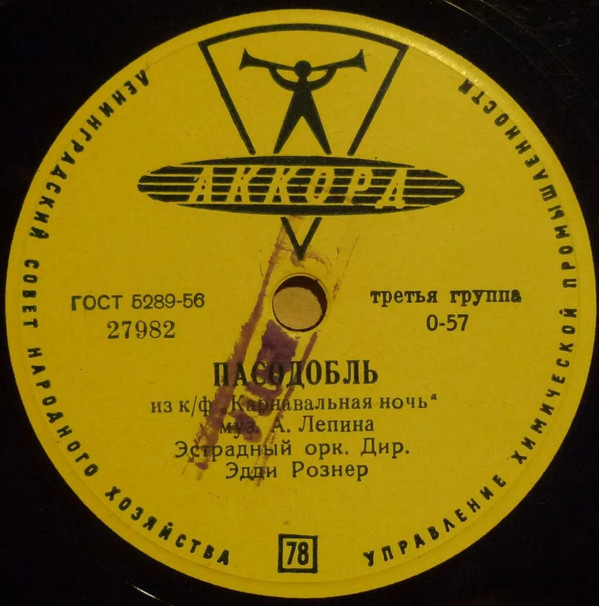 ЛЕНИНГРАДСКИЙ СОВЕТ НАРОДНОГО ХОЗЯЙСТВА
УПРАВЛЕНИЕ ХИМИЧЕСКОЙ ПРОМЫШЛЕННОСТИ
АККОРД
ГОСТ 5289-56
27982
третья группа
0-57
ПАСОДОБЛЬ
из к/ф „Карнавальная ночь“
муз. А. Лепина
Эстрадный орк. Дир.
Эдди Рознер
78